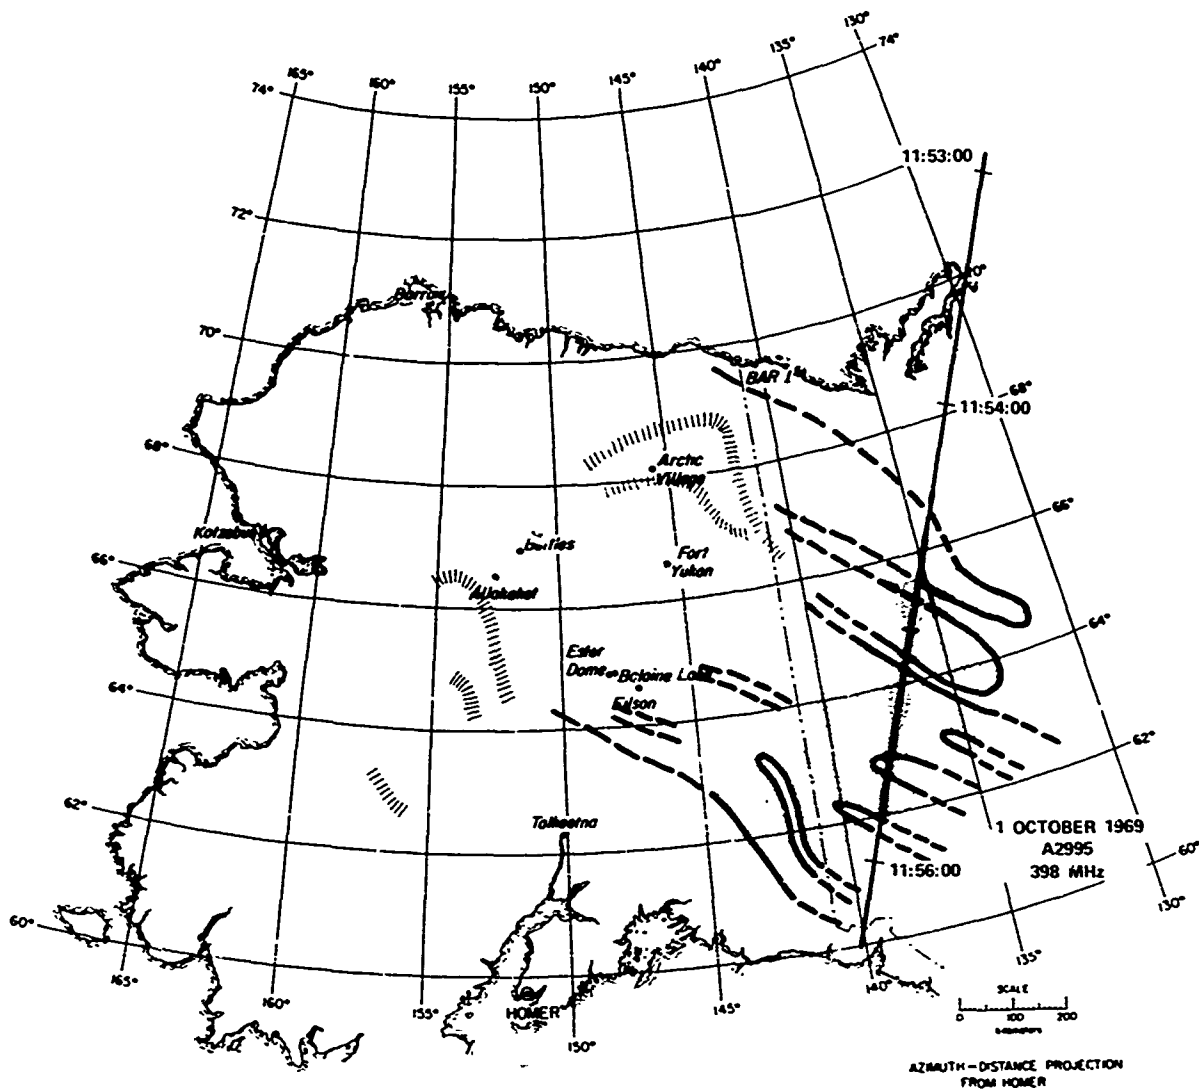 130°
135°
74°
140°
145°
150°
155°
160°
165°
74°
11:53:00
72°
70°
Barrow
70°
BAR I
68°
11:54:00
68°
Arctic
Village
66°
Kotzebue
Bettles
Fort
Yukon
66°
Allakaket
64°
Ester
Dome
Eilson
64°
62°
62°
Talkeetna
1 OCTOBER 1969
A2995
398 MHz
11:56:00
60°
60°
130°
135°
165°
160°
155°
HOMER
150°
145°
140°
SCALE
0 100 200
KILOMETERS
AZIMUTH-DISTANCE PROJECTION
FROM HOMER